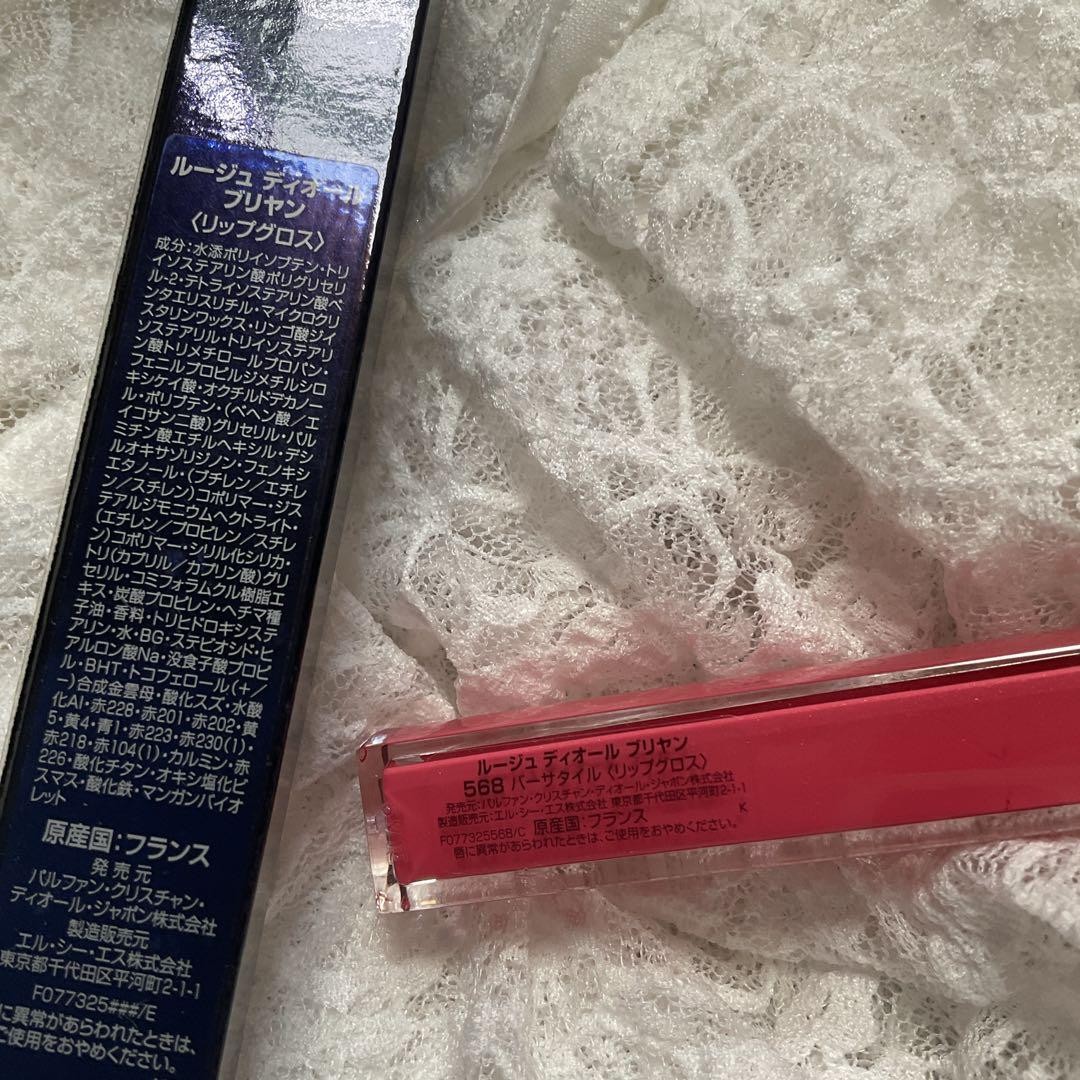 ルージュ ディオール
ブリヤン
〈リップグロス〉
成分:水添ポリイソブテン・トリ
イソステアリン酸ポリグリセリ
ル-2・テトライソステアリン酸ペ
ンタエリスリチル・マイクロクリ
スタリンワックス・リンゴ酸ジイ
ソステアリル・トリイソステアリ
ン酸トリメチロールプロパン・
フェニルプロピルジメチルシロ
キシケイ酸・オクチルドデカノー
ル・ポリブテン・(ベヘン酸/エ
イコサン二酸)グリセリル・パル
ミチン酸エチルヘキシル・デシ
ルオキサゾリジノン・フェノキシ
エタノール・(ブチレン/エチレ
ン/スチレン)コポリマー・ジス
テアルジモニウムヘクトライト・
(エチレン/プロピレン/スチレ
ン)コポリマー・シリル化シリカ・
トリ(カプリル/カプリン酸)グリ
セリル・コミフォラムクル樹脂エ
キス・炭酸プロピレン・ヘチマ種
子油・香料・トリヒドロキシステ
アリン・水・BG・ステビオシド・ヒ
アルロン酸Na・没食子酸プロピ
ル・BHT・トコフェロール(+/
-)合成金雲母・酸化スズ・水酸
化Al・赤228・赤201・赤202・黄
5・黄4・青1・赤223・赤230(1)・
赤218・赤104(1)・カルミン・赤
226・酸化チタン・オキシ塩化ビ
スマス・酸化鉄・マンガンバイオ
レット
原産国:フランス
発売元
パルファン・クリスチャン・
ディオール・ジャポン株式会社
製造販売元
エル・シー・エス株式会社
東京都千代田区平河町2-1-1
F077325###/E
に異常があらわれたときは、
ご使用をおやめください。
ルージュ ディオール ブリヤン
568 バーサタイル 〈リップグロス〉
発売元:パルファン・クリスチャン・ディオール・ジャポン株式会社
製造販売元:エル・シー・エス株式会社 東京都千代田区平河町2-1-1
F077325568/C 原産国:フランス K
唇に異常があらわれたときは、ご使用をおやめください。